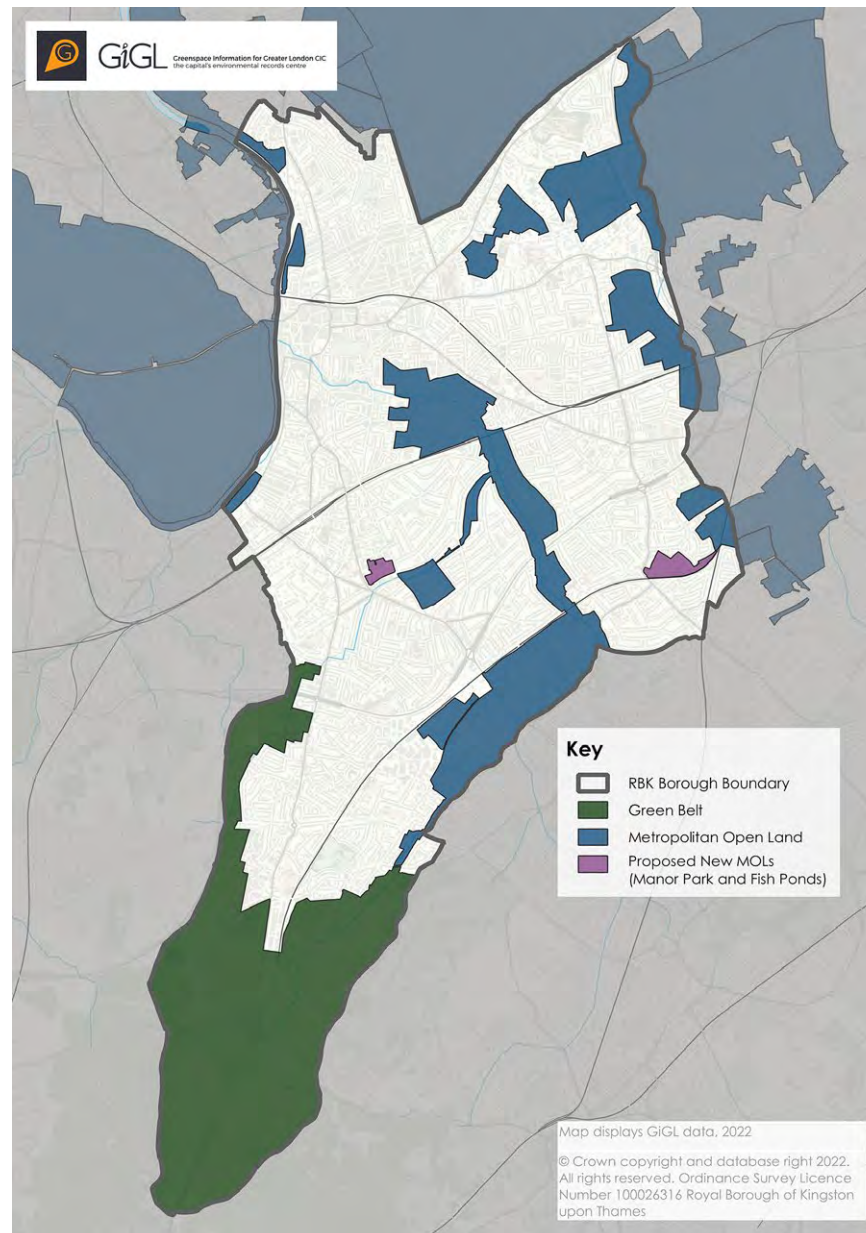 GiGL
Greenspace Information for Greater London CIC
the capital's environmental records centre
Key
RBK Borough Boundary
Green Belt
Metropolitan Open Land
Proposed New MOLs
(Manor Park and Fish Ponds)
Map displays GiGL data, 2022
© Crown copyright and database right 2022.
All rights reserved. Ordinance Survey Licence
Number 100026316 Royal Borough of Kingston
upon Thames